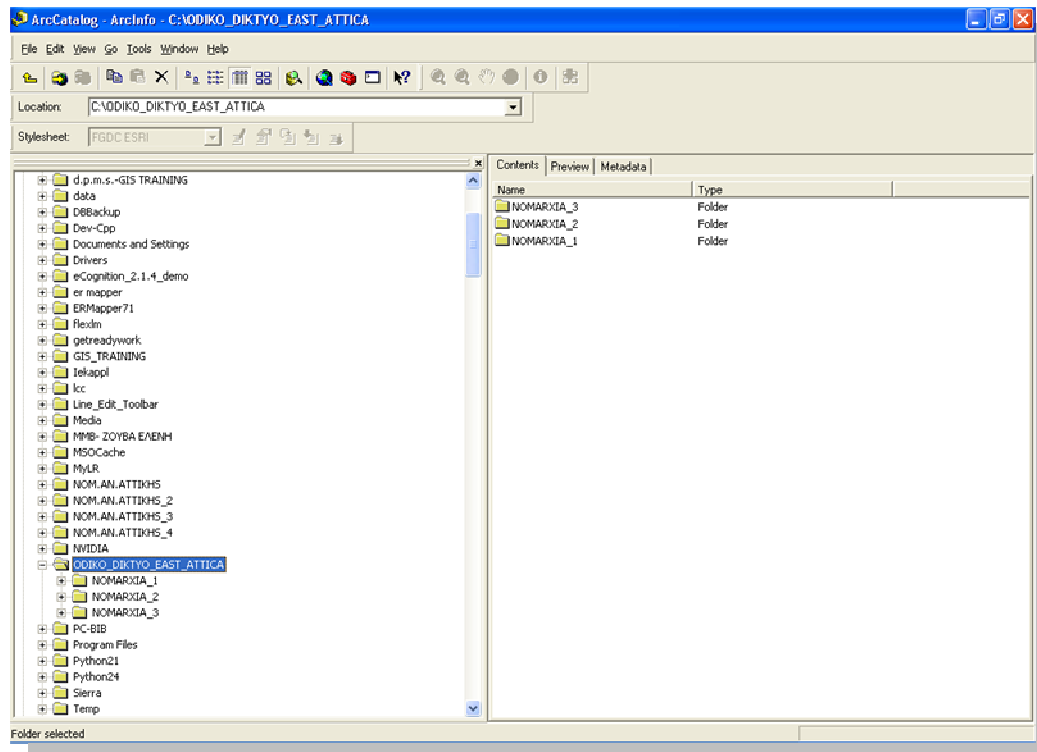 ArcCatalog - ArcInfo - C:\ODIKO_DIKTYO_EAST_ATTICA
File Edit View Go Tools Window Help
Location: C:\ODIKO_DIKTYO_EAST_ATTICA
Stylesheet: FGDC ESRI
Contents Preview Metadata
Name Type
NOMARXIA_3 Folder
NOMARXIA_2 Folder
NOMARXIA_1 Folder
d.p.m.s.-GIS TRAINING
data
DBBackup
Dev-Cpp
Documents and Settings
Drivers
eCognition_2.1.4_demo
er mapper
ERMapper71
flexlm
getreadywork
GIS_TRAINING
Iekappl
lcc
Line_Edit_Toolbar
Media
MMB- ΖΟΥΒΑ ΕΛΕΝΗ
MSOCache
MyLR
NOM.AN.ATTIKHS
NOM.AN.ATTIKHS_2
NOM.AN.ATTIKHS_3
NOM.AN.ATTIKHS_4
NVIDIA
ODIKO_DIKTYO_EAST_ATTICA
NOMARXIA_1
NOMARXIA_2
NOMARXIA_3
PC-BIB
Program Files
Python21
Python24
Sierra
Temp
Folder selected